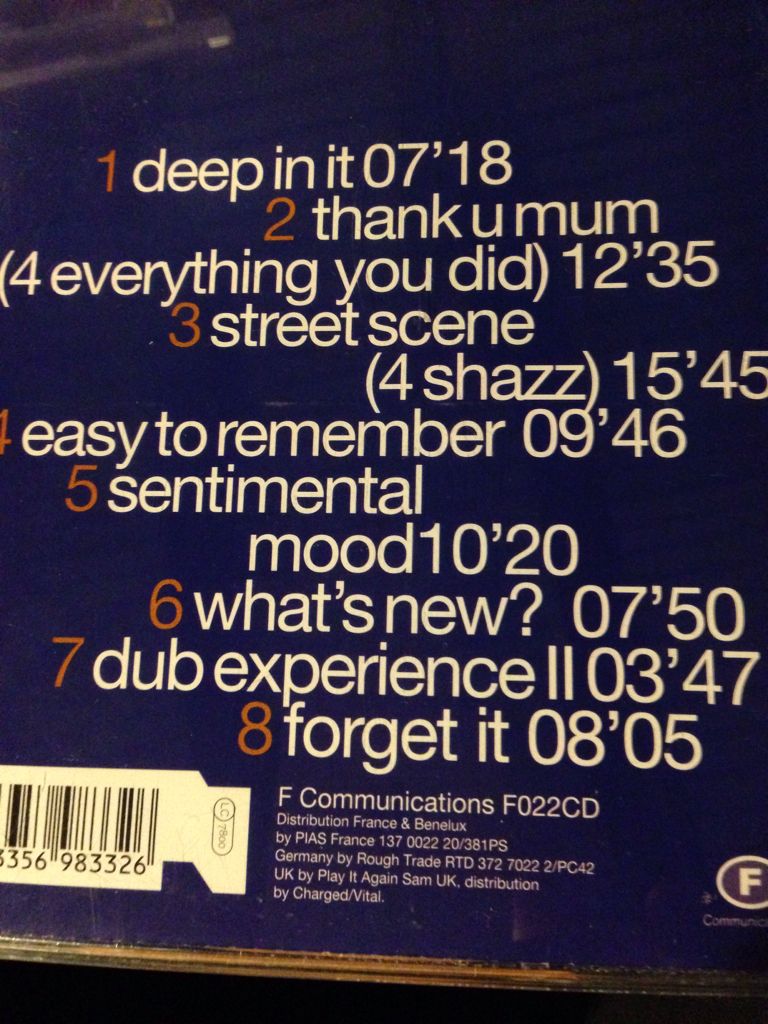 1 deep in it 07'18
2 thank u mum
(4 everything you did) 12'35
3 street scene
(4 shazz) 15'45
4 easy to remember 09'46
5 sentimental
mood 10'20
6 what's new? 07'50
7 dub experience II 03'47
8 forget it 08'05
LC 7800
3356 983326
F Communications F022CD
Distribution France & Benelux
by PIAS France 137 0022 20/381PS
Germany by Rough Trade RTD 372 7022 2/PC42
UK by Play It Again Sam UK, distribution
by Charged/Vital.
F